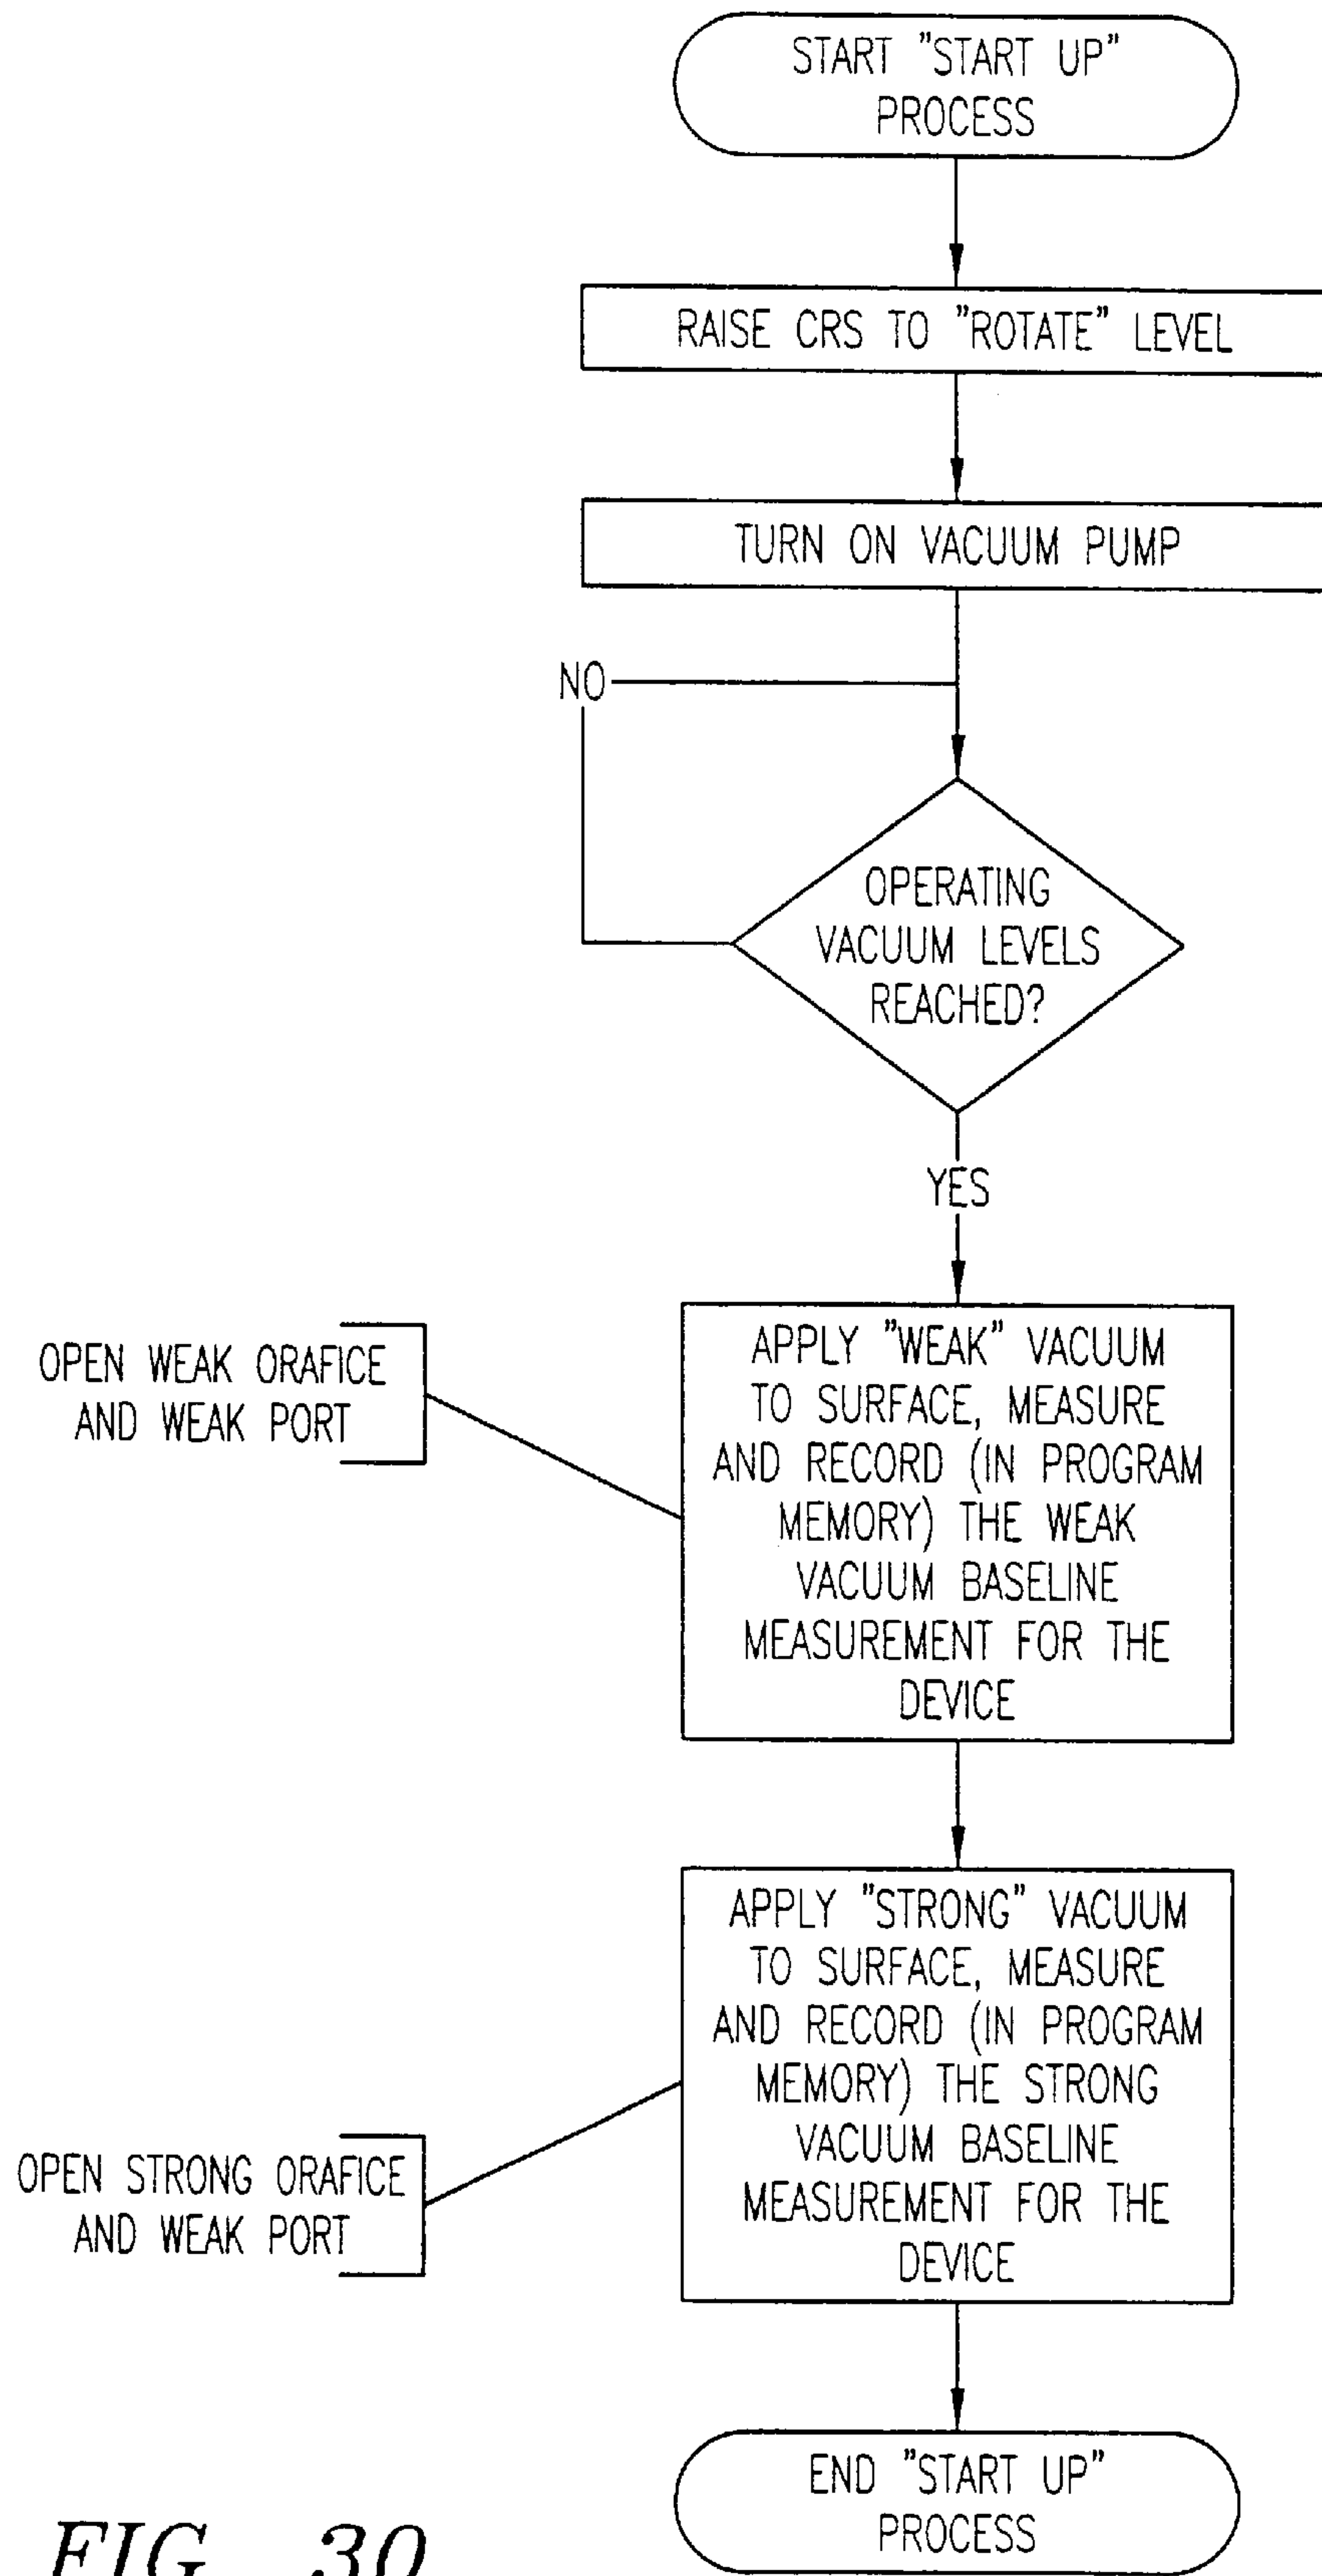 START "START UP"
PROCESS
RAISE CRS TO "ROTATE" LEVEL
TURN ON VACUUM PUMP
NO
OPERATING
VACUUM LEVELS
REACHED?
YES
OPEN WEAK ORAFICE
AND WEAK PORT
APPLY "WEAK" VACUUM
TO SURFACE, MEASURE
AND RECORD (IN PROGRAM
MEMORY) THE WEAK
VACUUM BASELINE
MEASUREMENT FOR THE
DEVICE
APPLY "STRONG" VACUUM
TO SURFACE, MEASURE
AND RECORD (IN PROGRAM
MEMORY) THE STRONG
VACUUM BASELINE
MEASUREMENT FOR THE
DEVICE
OPEN STRONG ORAFICE
AND WEAK PORT
END "START UP"
PROCESS
FIG. 30